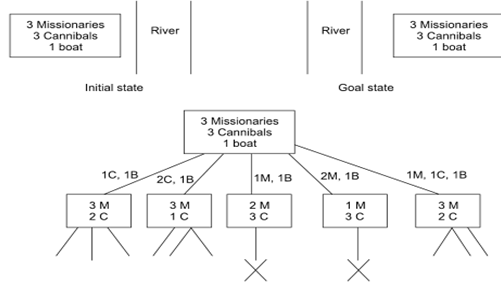 3 Missionaries
3 Cannibals
1 boat
River
River
3 Missionaries
3 Cannibals
1 boat
Initial state
Goal state
3 Missionaries
3 Cannibals
1 boat
1C, 1B
2C, 1B
1M, 1B
2M, 1B
1M, 1C, 1B
3 M
2 C
3 M
1 C
2 M
3 C
1 M
3 C
3 M
2 C